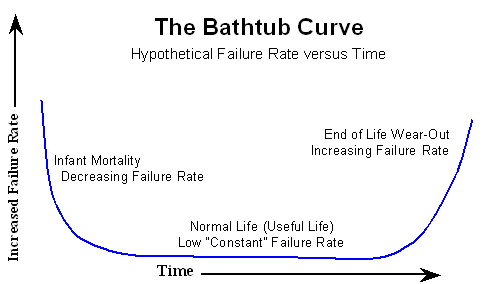 The Bathtub Curve
Hypothetical Failure Rate versus Time
Increased Failure Rate
Infant Mortality
Decreasing Failure Rate
End of Life Wear-Out
Increasing Failure Rate
Normal Life (Useful Life)
Low "Constant" Failure Rate
Time